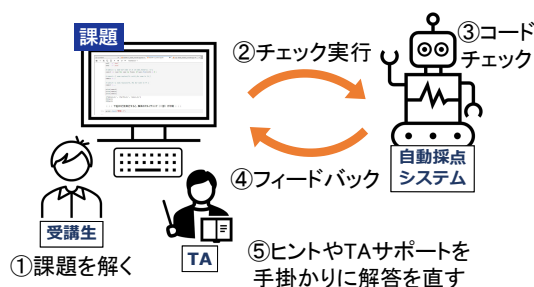 課題
②チェック実行
③コード
チェック
④フィードバック
自動採点
システム
受講生
TA
①課題を解く
⑤ヒントやTAサポートを
手掛かりに解答を直す